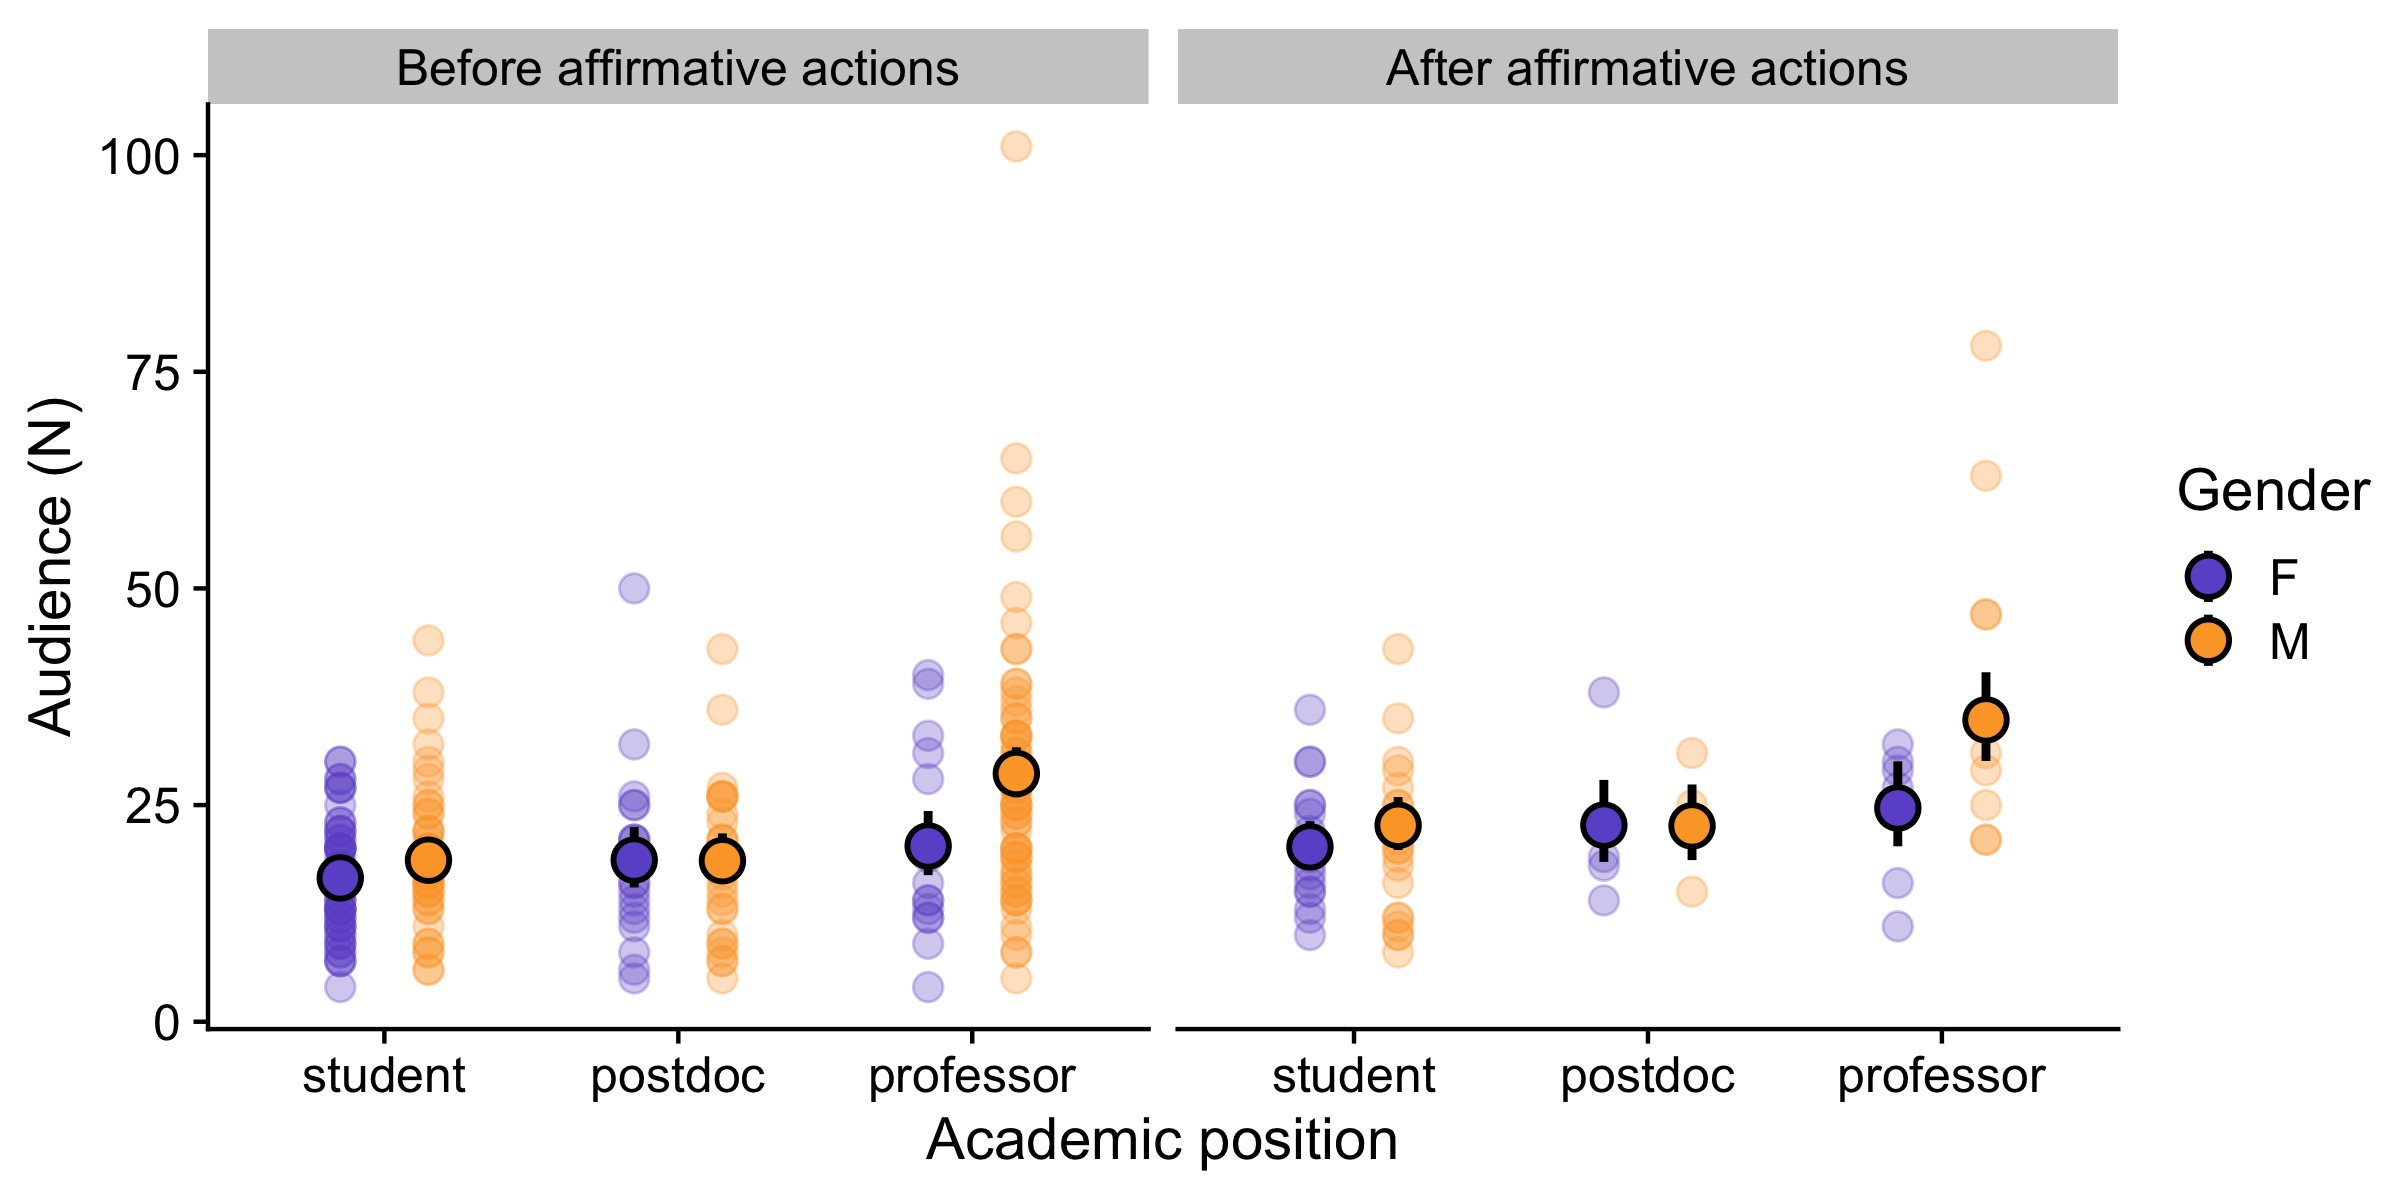 Before affirmative actions
After affirmative actions
Audience (N)
100
75
50
25
0
student
postdoc
professor
student
postdoc
professor
Academic position
Gender
F
M